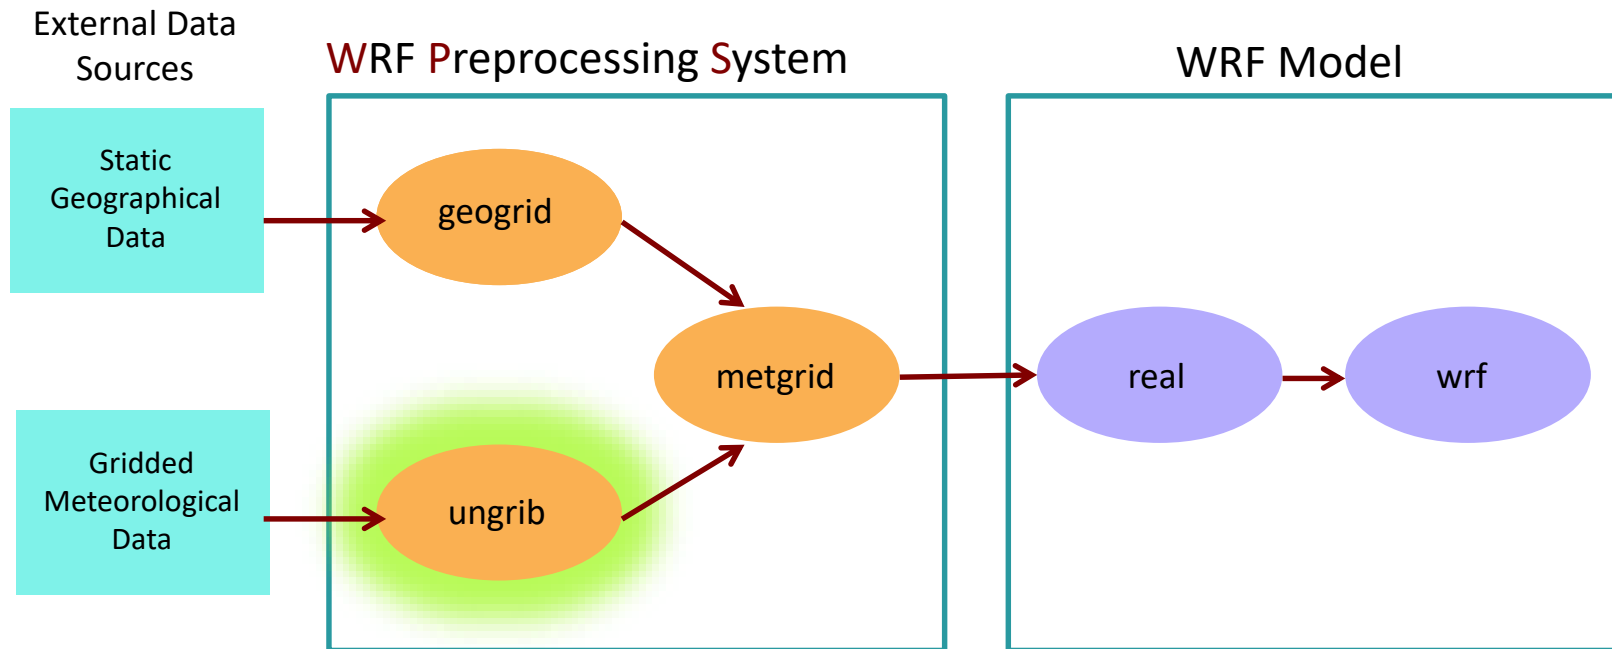 External Data
Sources
WRF Preprocessing System
WRF Model
Static
Geographical
Data
geogrid
metgrid
real
wrf
Gridded
Meteorological
Data
ungrib